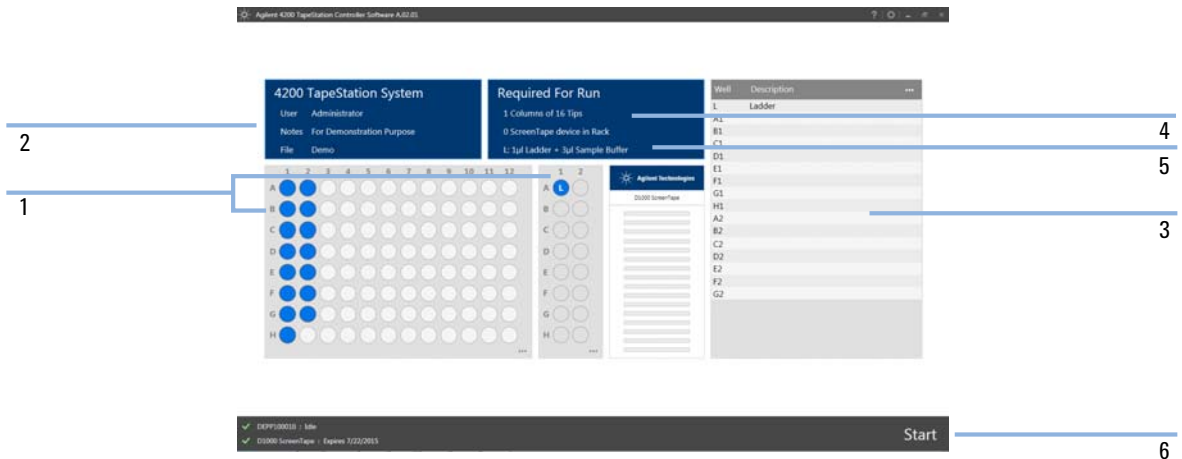 Agilent 4200 TapeStation Controller Software A.02.01
?
4200 TapeStation System
User Administrator
Notes For Demonstration Purpose
File Demo
Required For Run
1 Columns of 16 Tips
0 ScreenTape device in Rack
L: 1µl Ladder + 3µl Sample Buffer
Well Description ...
L Ladder
A1
B1
C1
D1
E1
F1
G1
H1
A2
B2
C2
D2
E2
F2
G2
1 2 3 4 5 6 7 8 9 10 11 12
A
B
C
D
E
F
G
H
...
1 2
A L
B
C
D
E
F
G
H
...
Agilent Technologies
D1000 ScreenTape
2
1
4
5
3
DEPP100010 : Idle
D1000 ScreenTape : Expires 7/22/2015
Start
6